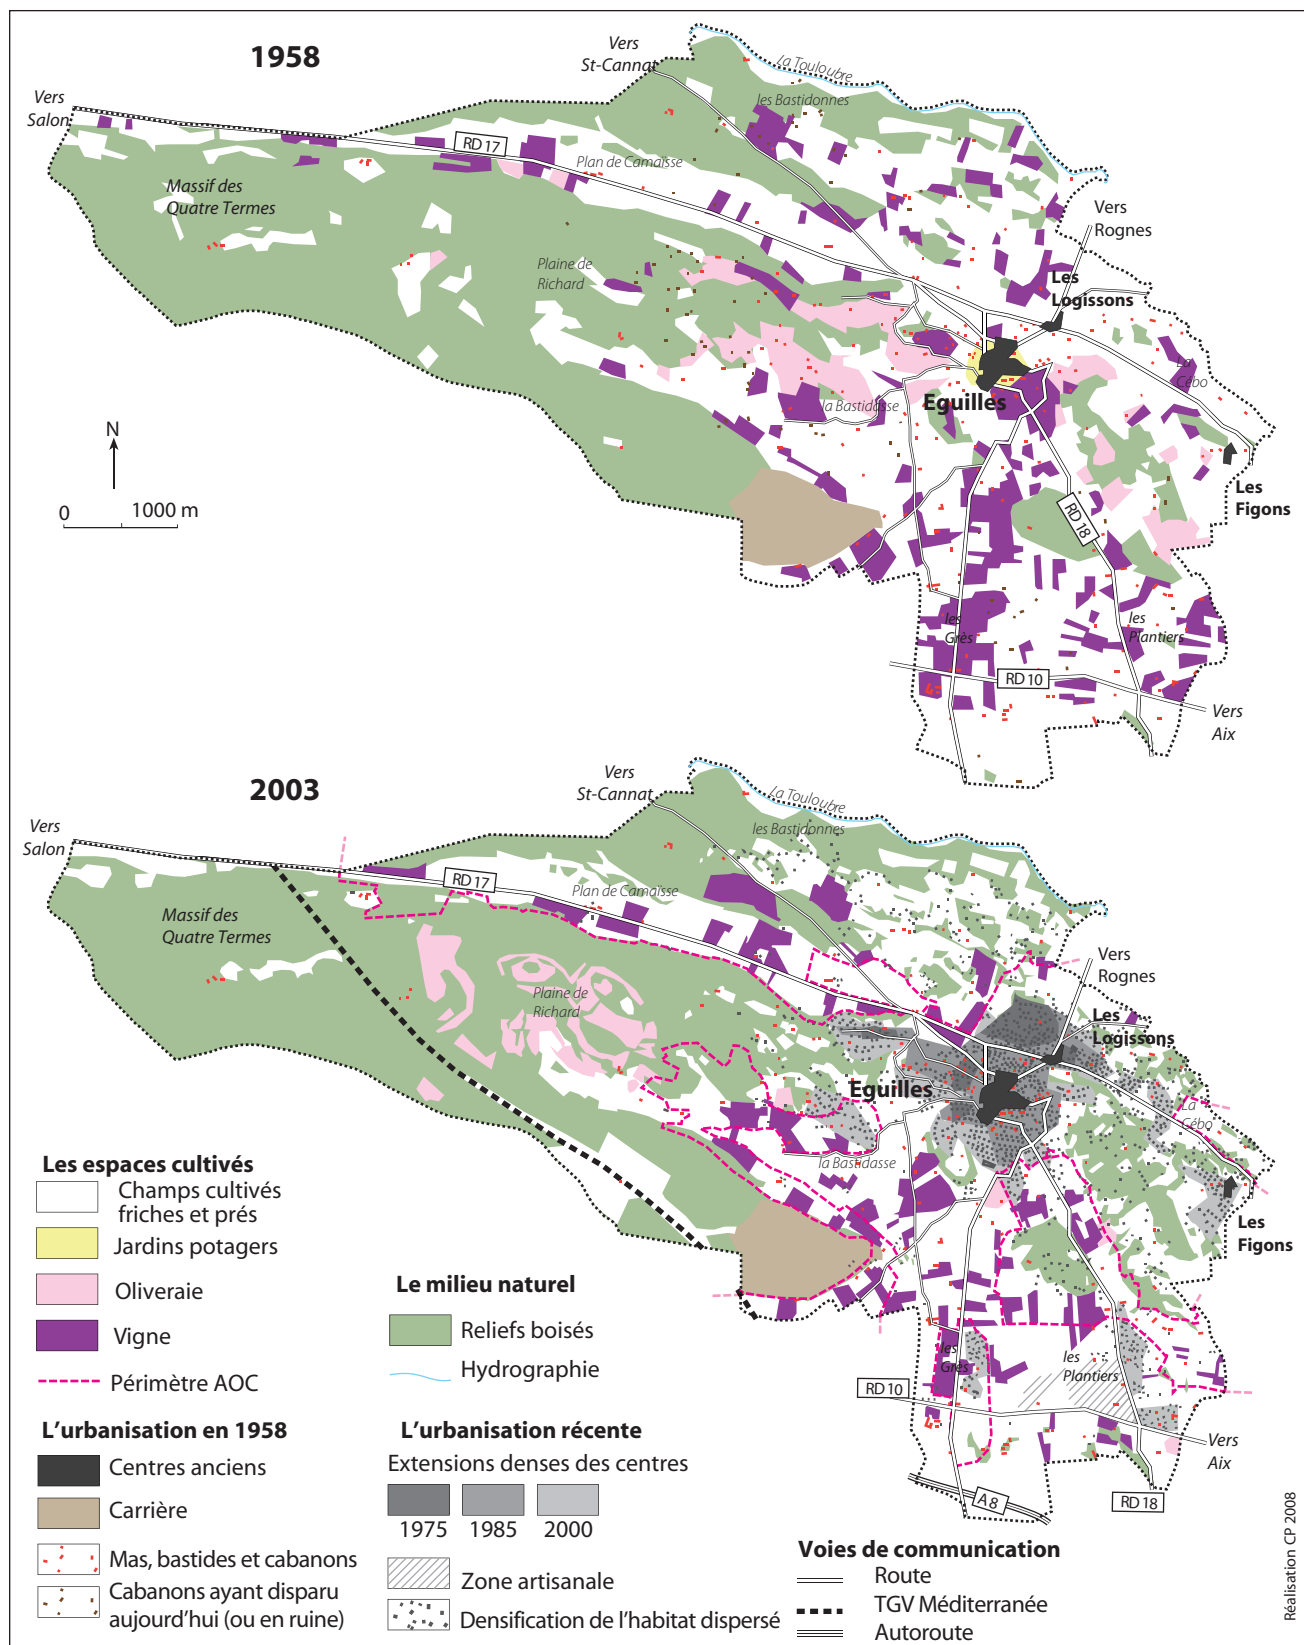 1958
Vers
St-Cannat
La Touloubre
les Bastidonnes
Vers
Salon
RD 17
Plan de Camaïsse
Massif des
Quatre Termes
Vers
Rognes
Plaine de
Richard
Les
Logissons
La
Cébo
la Bastidasse
Eguilles
N
0 1000 m
Les
Figons
RD 18
les
Grès
les
Plantiers
RD 10
Vers
Aix
2003
Vers
St-Cannat
La Touloubre
les Bastidonnes
Vers
Salon
RD 17
Plan de Camaïsse
Massif des
Quatre Termes
Vers
Rognes
Plaine de
Richard
Les
Logissons
Eguilles
La
Cébo
la Bastidasse
Les
Figons
les
Grès
les
Plantiers
RD 10
Vers
Aix
A 8
RD 18
Les espaces cultivés
Champs cultivés
friches et prés
Jardins potagers
Oliveraie
Vigne
Périmètre AOC
Le milieu naturel
Reliefs boisés
Hydrographie
L'urbanisation en 1958
Centres anciens
Carrière
Mas, bastides et cabanons
Cabanons ayant disparu
aujourd'hui (ou en ruine)
L'urbanisation récente
Extensions denses des centres
1975 1985 2000
Zone artisanale
Densification de l'habitat dispersé
Voies de communication
Route
TGV Méditerranée
Autoroute
Réalisation CP 2008